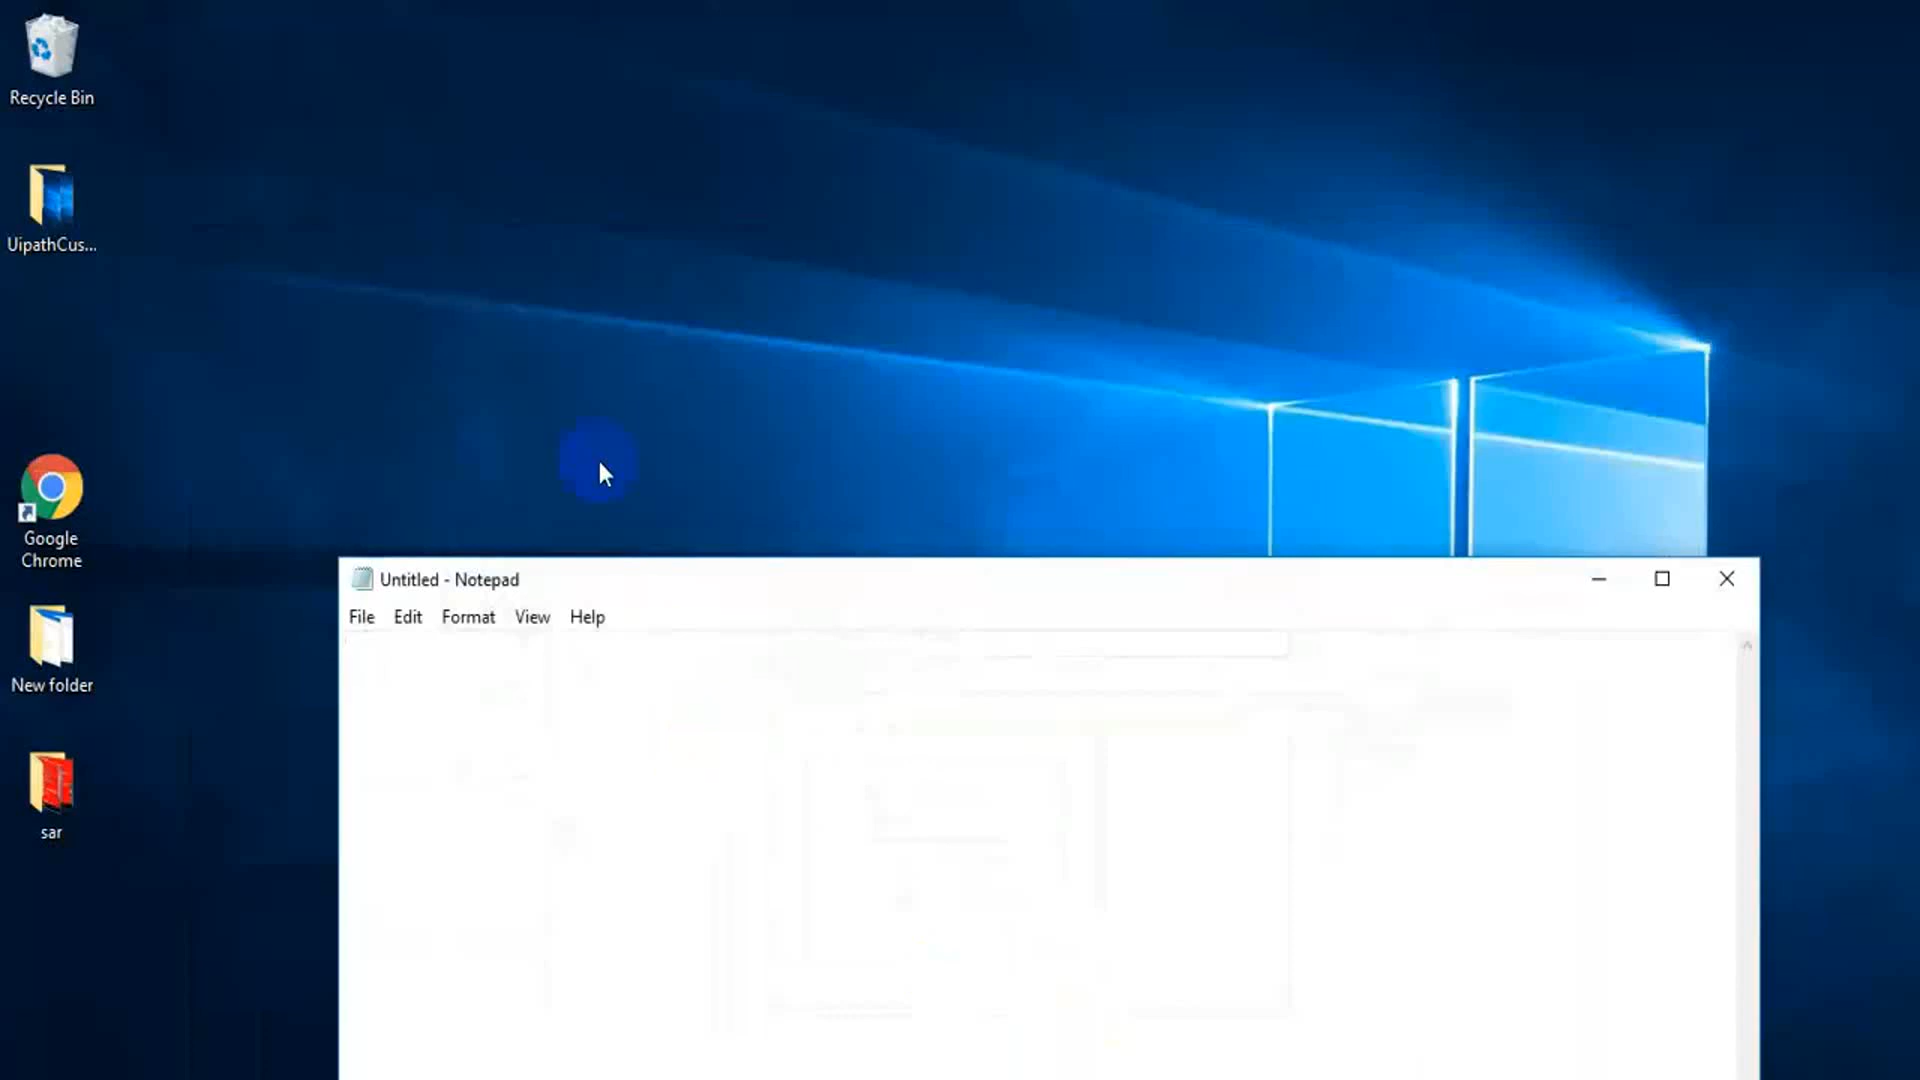 Recycle Bin
UipathCus...
Google
Chrome
New folder
sar
Untitled - Notepad
File Edit Format View Help